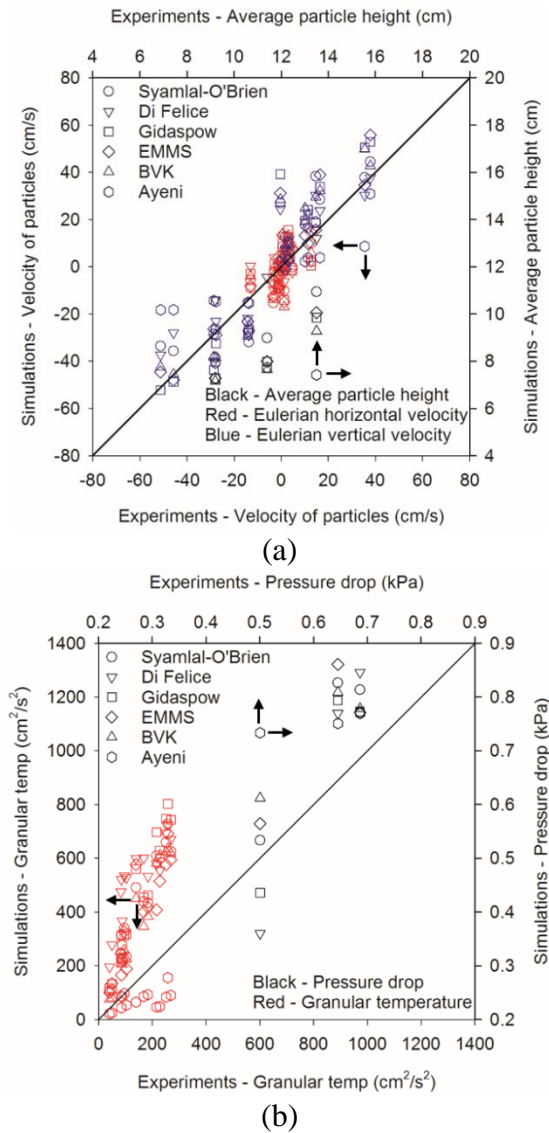 Experiments - Average particle height (cm)
4 6 8 10 12 14 16 18 20
80
60
40
20
0
-20
-40
-60
-80
Simulations - Velocity of particles (cm/s)
Syamlal-O'Brien
Di Felice
Gidaspow
EMMS
BVK
Ayeni
Black - Average particle height
Red - Eulerian horizontal velocity
Blue - Eulerian vertical velocity
20
18
16
14
12
10
8
6
4
Simulations - Average particle height (cm)
-80 -60 -40 -20 0 20 40 60 80
Experiments - Velocity of particles (cm/s)
(a)
Experiments - Pressure drop (kPa)
0.2 0.3 0.4 0.5 0.6 0.7 0.8 0.9
1400
1200
1000
800
600
400
200
0
Simulations - Granular temp (cm²/s²)
Syamlal-O'Brien
Di Felice
Gidaspow
EMMS
BVK
Ayeni
Black - Pressure drop
Red - Granular temperature
0.9
0.8
0.7
0.6
0.5
0.4
0.3
0.2
Simulations - Pressure drop (kPa)
0 200 400 600 800 1000 1200 1400
Experiments - Granular temp (cm²/s²)
(b)